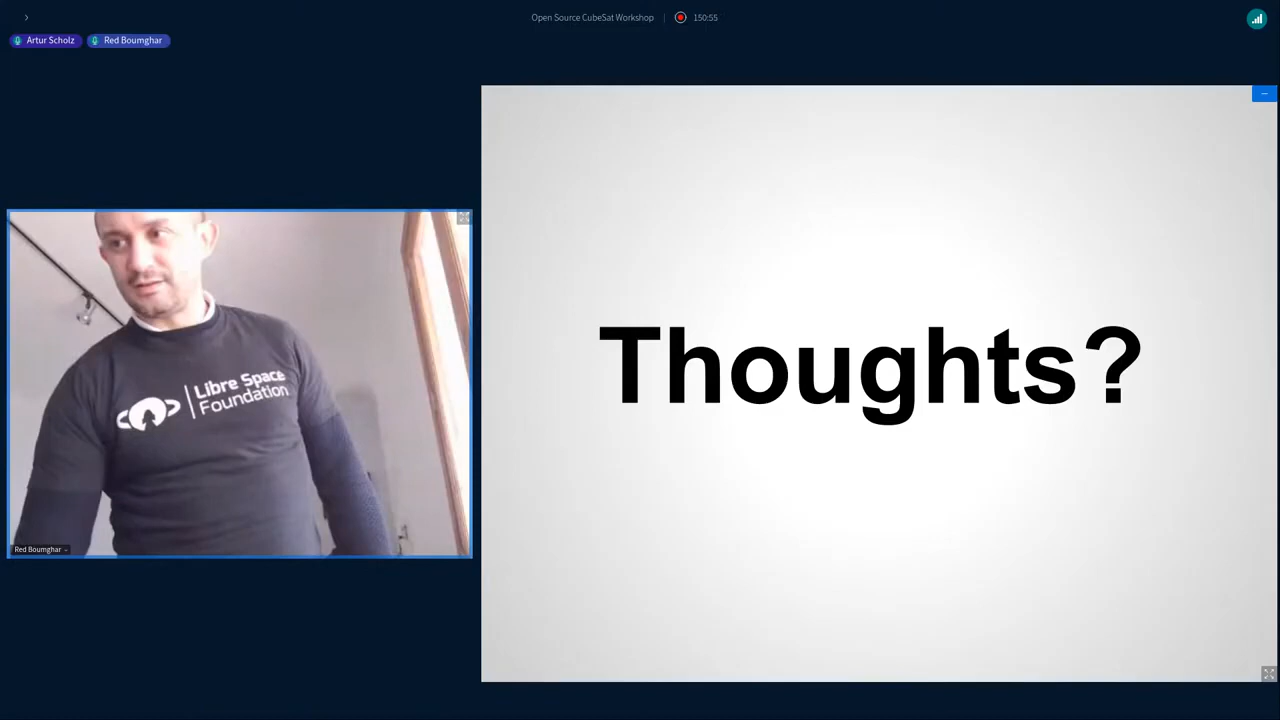 Open Source CubeSat Workshop
150:55
Artur Scholz
Red Boumghar
Libre Space
Foundation
Thoughts?
Red Boumghar